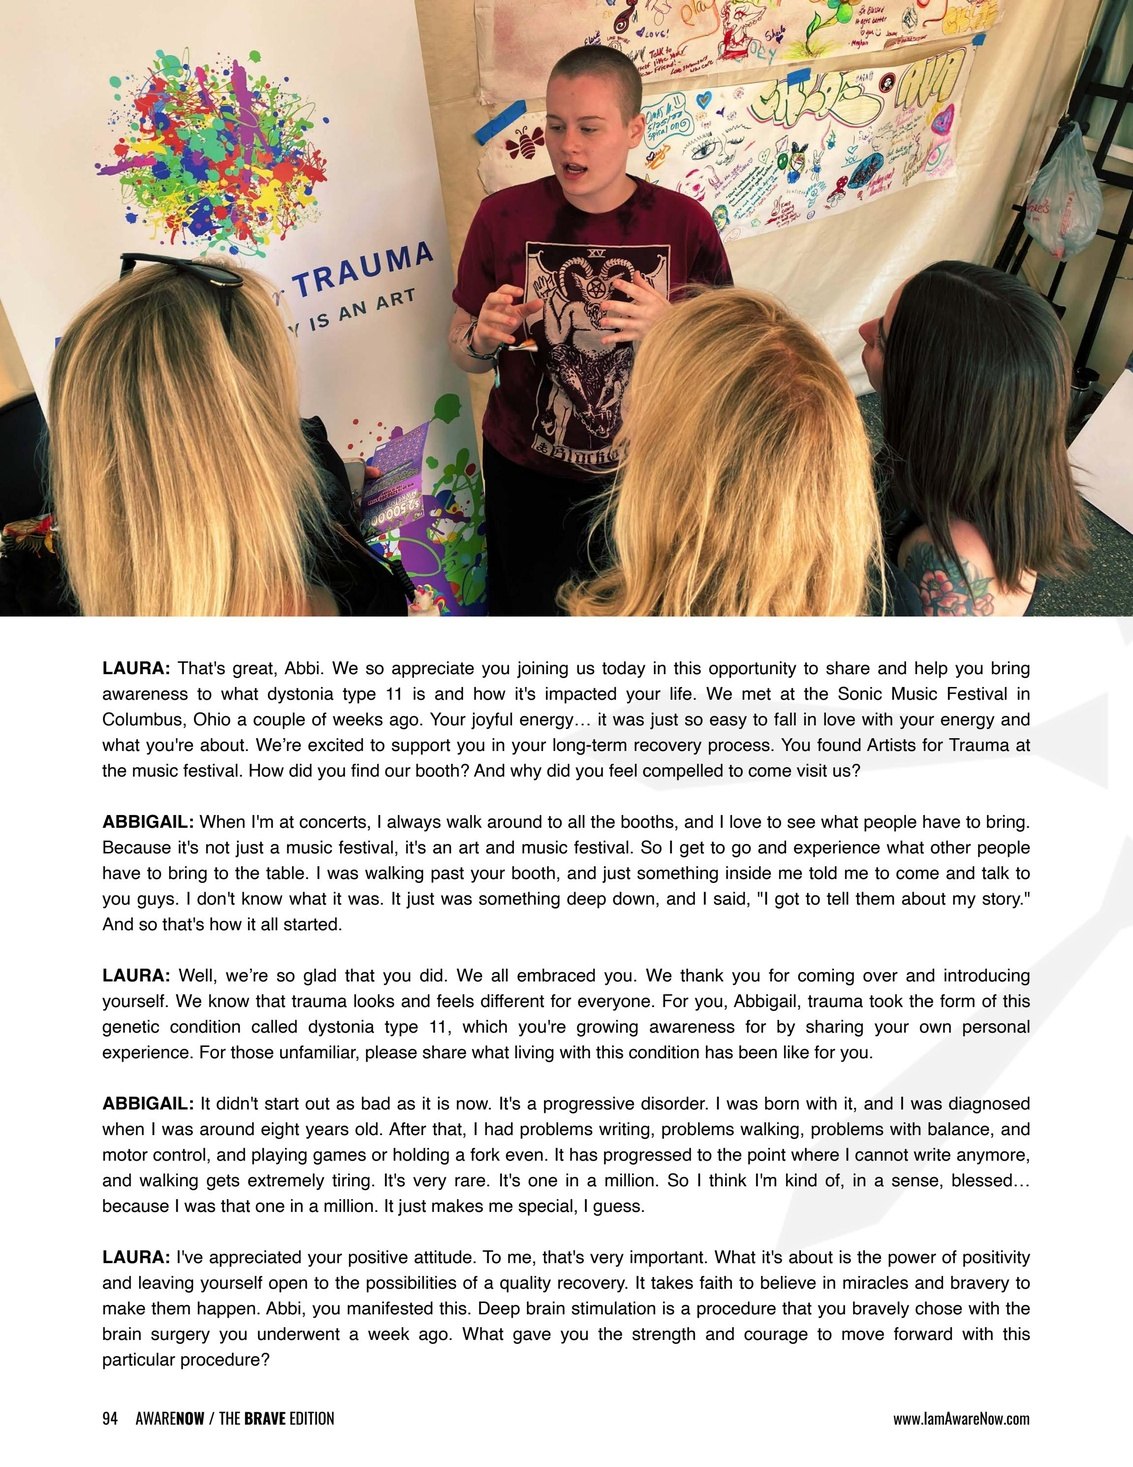 TRAUMA
IS AN ART
LOVE!
Talk to
XV
Black
LAURA: That's great, Abbi. We so appreciate you joining us today in this opportunity to share and help you bring
awareness to what dystonia type 11 is and how it's impacted your life. We met at the Sonic Music Festival in
Columbus, Ohio a couple of weeks ago. Your joyful energy… it was just so easy to fall in love with your energy and
what you're about. We’re excited to support you in your long-term recovery process. You found Artists for Trauma at
the music festival. How did you find our booth? And why did you feel compelled to come visit us?
ABBIGAIL: When I'm at concerts, I always walk around to all the booths, and I love to see what people have to bring.
Because it's not just a music festival, it's an art and music festival. So I get to go and experience what other people
have to bring to the table. I was walking past your booth, and just something inside me told me to come and talk to
you guys. I don't know what it was. It just was something deep down, and I said, "I got to tell them about my story."
And so that's how it all started.
LAURA: Well, we’re so glad that you did. We all embraced you. We thank you for coming over and introducing
yourself. We know that trauma looks and feels different for everyone. For you, Abbigail, trauma took the form of this
genetic condition called dystonia type 11, which you're growing awareness for by sharing your own personal
experience. For those unfamiliar, please share what living with this condition has been like for you.
ABBIGAIL: It didn't start out as bad as it is now. It's a progressive disorder. I was born with it, and I was diagnosed
when I was around eight years old. After that, I had problems writing, problems walking, problems with balance, and
motor control, and playing games or holding a fork even. It has progressed to the point where I cannot write anymore,
and walking gets extremely tiring. It's very rare. It's one in a million. So I think I'm kind of, in a sense, blessed…
because I was that one in a million. It just makes me special, I guess.
LAURA: I've appreciated your positive attitude. To me, that's very important. What it's about is the power of positivity
and leaving yourself open to the possibilities of a quality recovery. It takes faith to believe in miracles and bravery to
make them happen. Abbi, you manifested this. Deep brain stimulation is a procedure that you bravely chose with the
brain surgery you underwent a week ago. What gave you the strength and courage to move forward with this
particular procedure?
94 AWARENOW / THE BRAVE EDITION
www.IamAwareNow.com